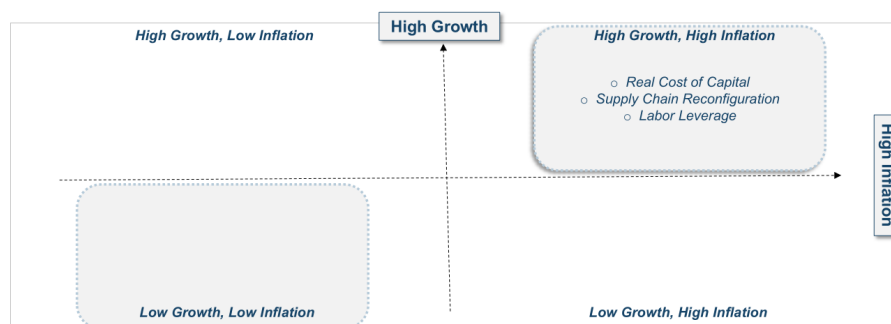 High Growth
High Growth, Low Inflation
High Growth, High Inflation
o Real Cost of Capital
o Supply Chain Reconfiguration
o Labor Leverage
High Inflation
Low Growth, Low Inflation
Low Growth, High Inflation